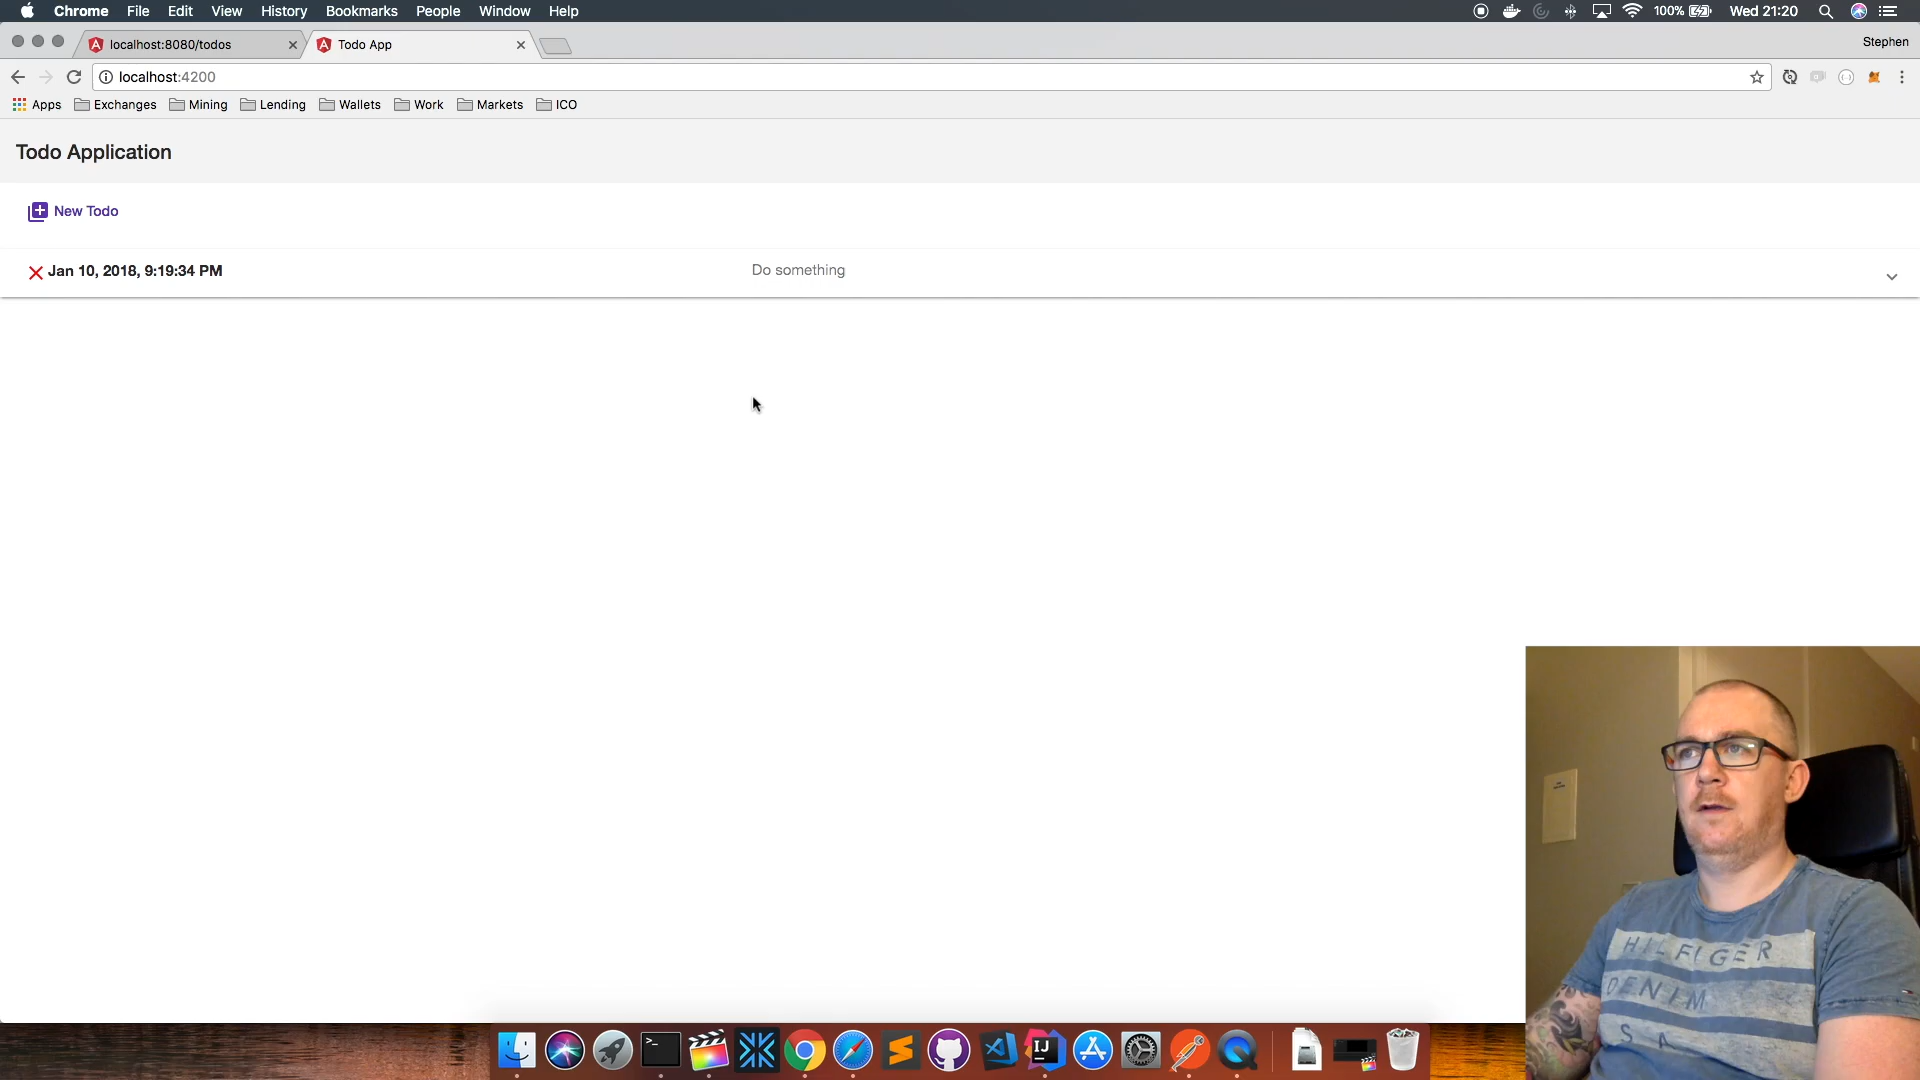 Chrome File Edit View History Bookmarks People Window Help 100% Wed 21:20
localhost:8080/todos Todo App Stephen
localhost:4200
Apps Exchanges Mining Lending Wallets Work Markets ICO
Todo Application
New Todo
Jan 10, 2018, 9:19:34 PM Do something
HILFIGER
DENIM
S A
>_
IJ